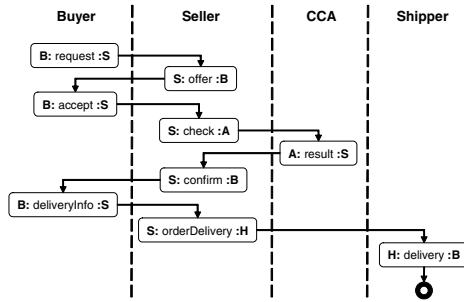 Buyer Seller CCA Shipper
B: request :S
S: offer :B
B: accept :S
S: check :A
A: result :S
S: confirm :B
B: deliveryInfo :S
S: orderDelivery :H
H: delivery :B